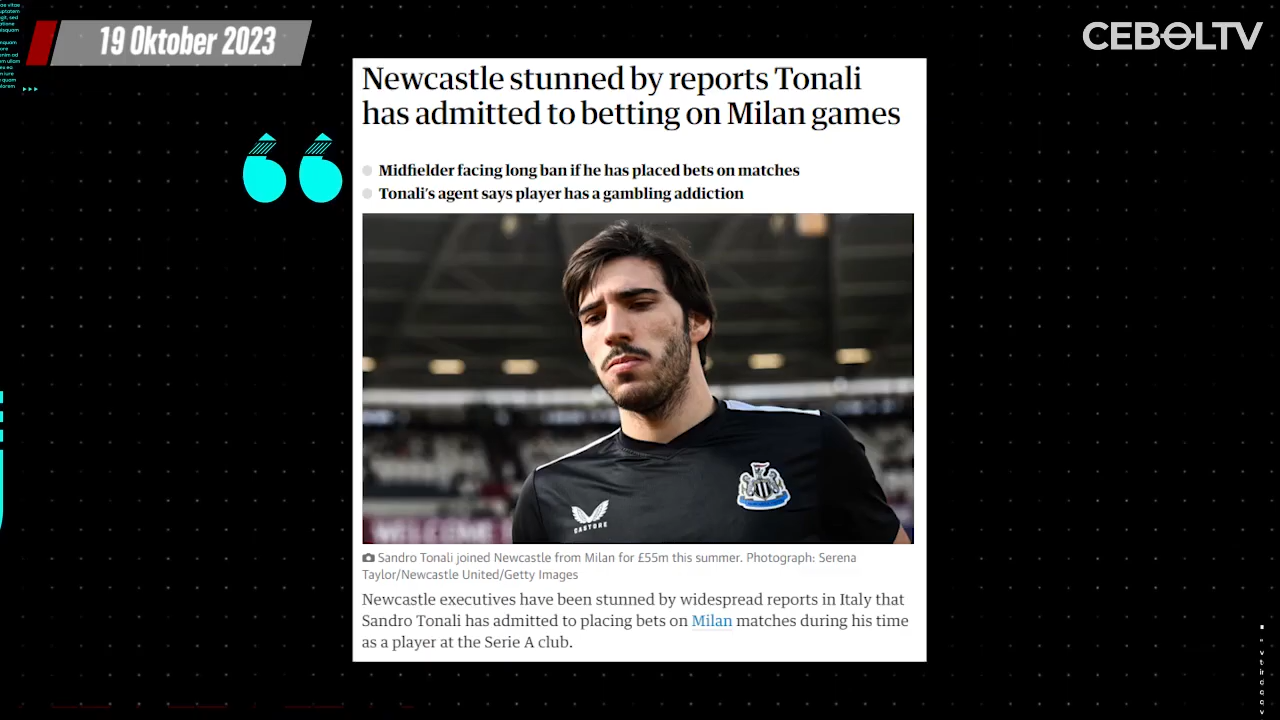 19 Oktober 2023
CEBOLTV
Newcastle stunned by reports Tonali
has admitted to betting on Milan games
Midfielder facing long ban if he has placed bets on matches
Tonali's agent says player has a gambling addiction
WELCOME
CASTORE
Sandro Tonali joined Newcastle from Milan for £55m this summer. Photograph: Serena
Taylor/Newcastle United/Getty Images
Newcastle executives have been stunned by widespread reports in Italy that
Sandro Tonali has admitted to placing bets on Milan matches during his time
as a player at the Serie A club.